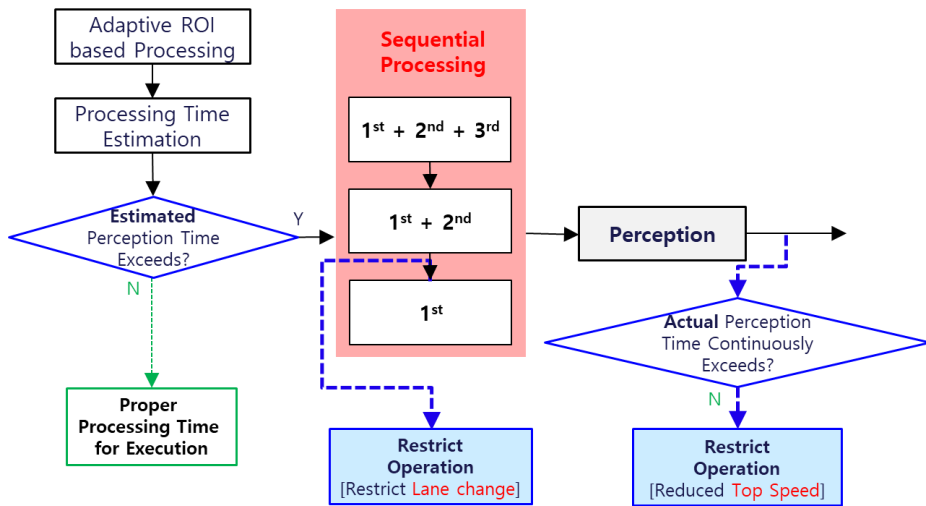 Adaptive ROI
based Processing
Processing Time
Estimation
Estimated
Perception Time
Exceeds?
Y
N
Proper
Processing Time
for Execution
Sequential
Processing
1st + 2nd + 3rd
1st + 2nd
1st
Restrict
Operation
[Restrict Lane change]
Perception
Actual Perception
Time Continuously
Exceeds?
N
Restrict
Operation
[Reduced Top Speed]